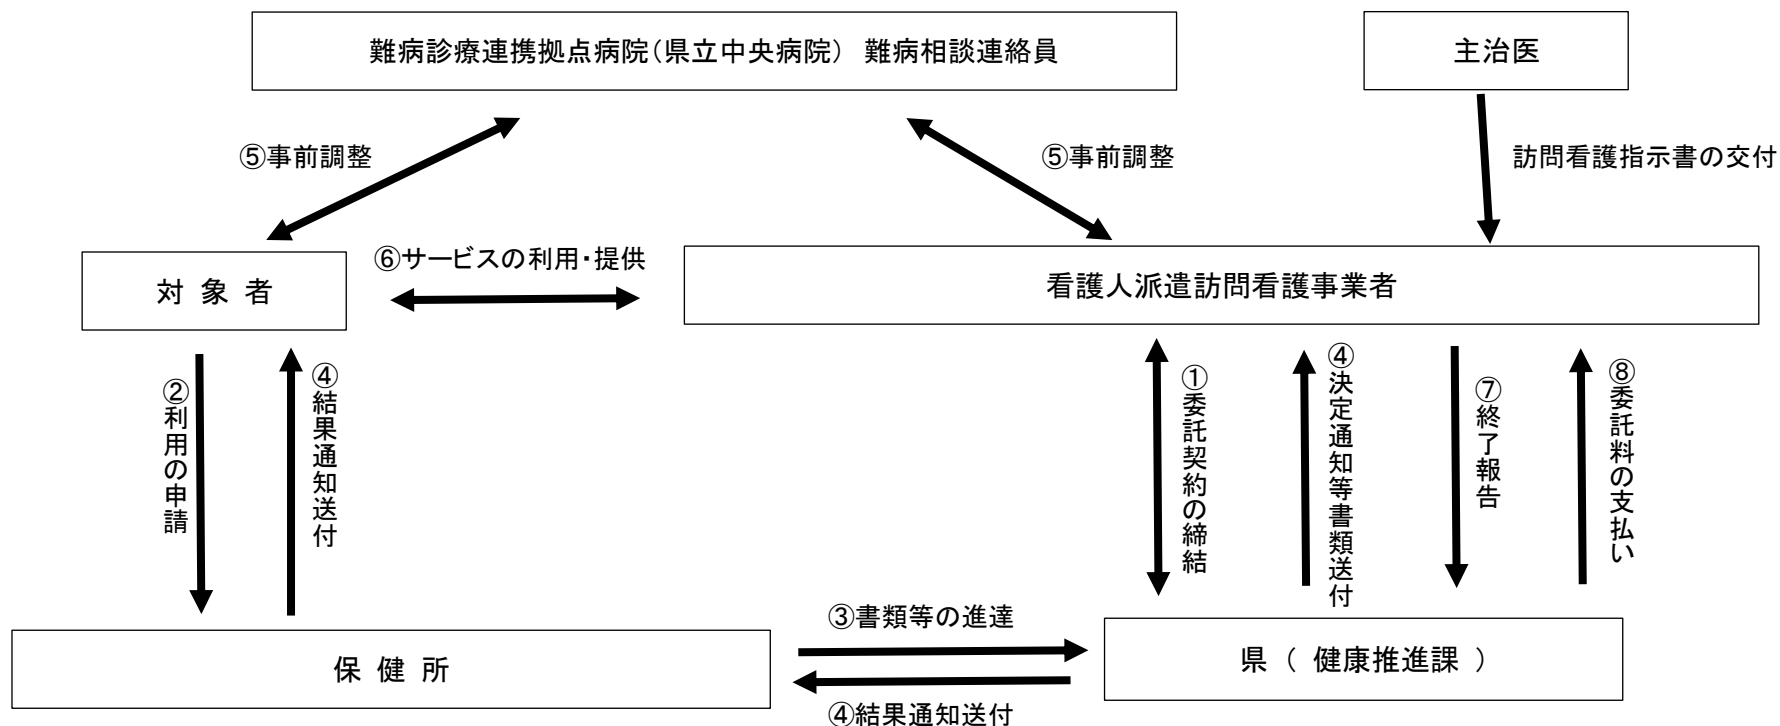 難病診療連携拠点病院（県立中央病院） 難病相談連絡員
主治医
⑤事前調整
⑤事前調整
訪問看護指示書の交付
対 象 者
⑥サービスの利用・提供
看護人派遣訪問看護事業者
②利用の申請
④結果通知送付
①委託契約の締結
④決定通知等書類送付
⑦終了報告
⑧委託料の支払い
③書類等の進達
保 健 所
県 （ 健康推進課 ）
④結果通知送付